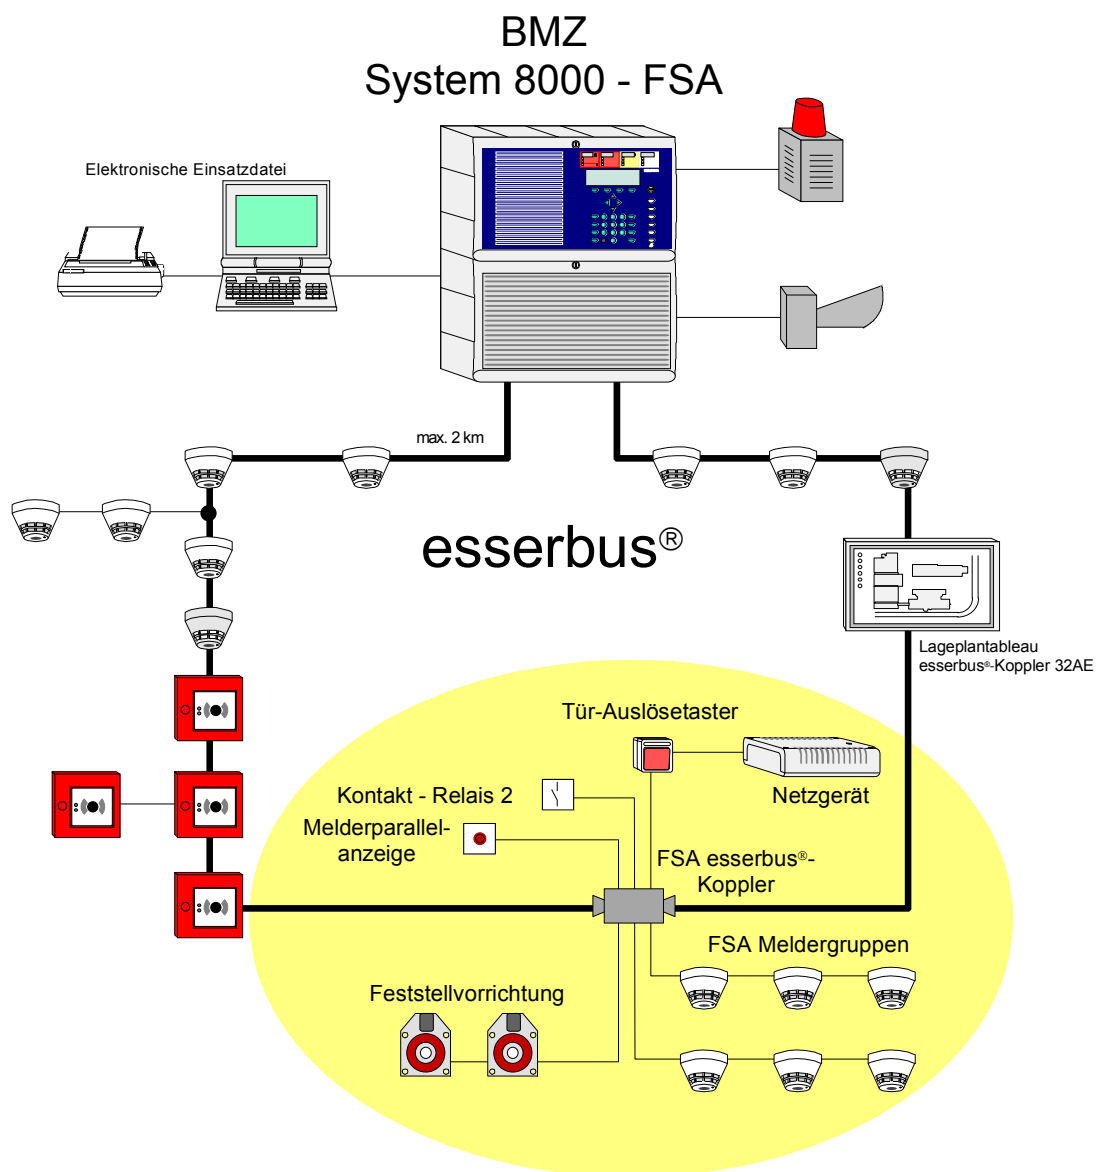 BMZ
System 8000 - FSA
Elektronische Einsatzdatei
max. 2 km
esserbus®
Lageplantableau
esserbus®-Koppler 32AE
Tür-Auslösetaster
Netzgerät
Kontakt - Relais 2
Melderparallel-
anzeige
FSA esserbus®-
Koppler
FSA Meldergruppen
Feststellvorrichtung